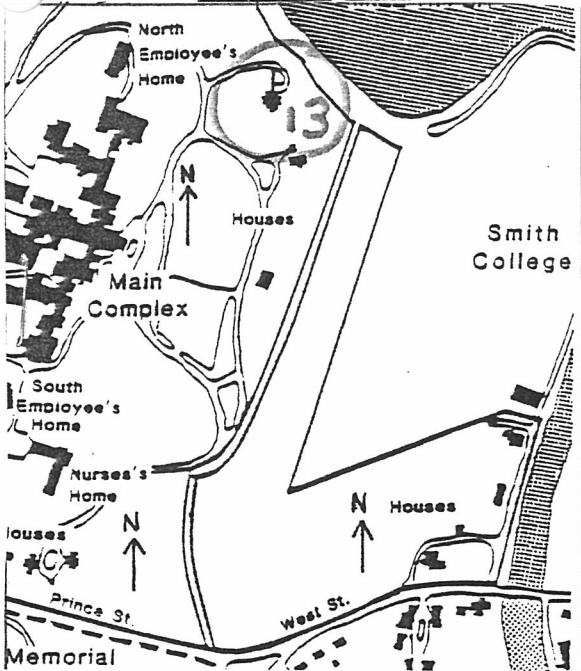 North
Employee's
Home
13
N
Houses
Smith
College
Main
Complex
South
Employee's
Home
Nurses's
Home
N
Houses
N
Houses
Prince St.
West St.
Memorial